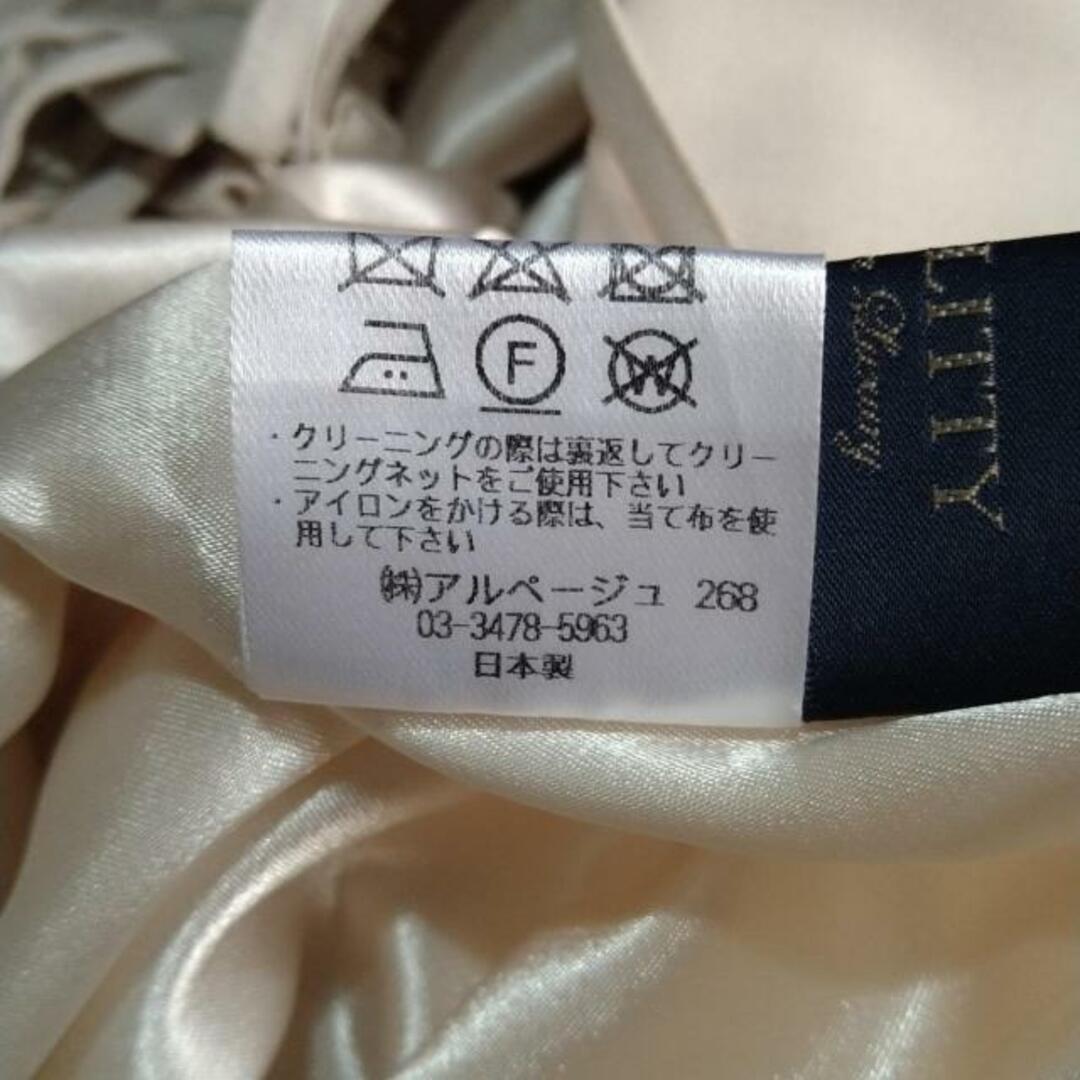 F
W
・クリーニングの際は裏返してクリー
ニングネットをご使用下さい
・アイロンをかける際は、当て布を使
用して下さい
㈱アルページュ 268
03-3478-5963
日本製
LITTY
Luxury